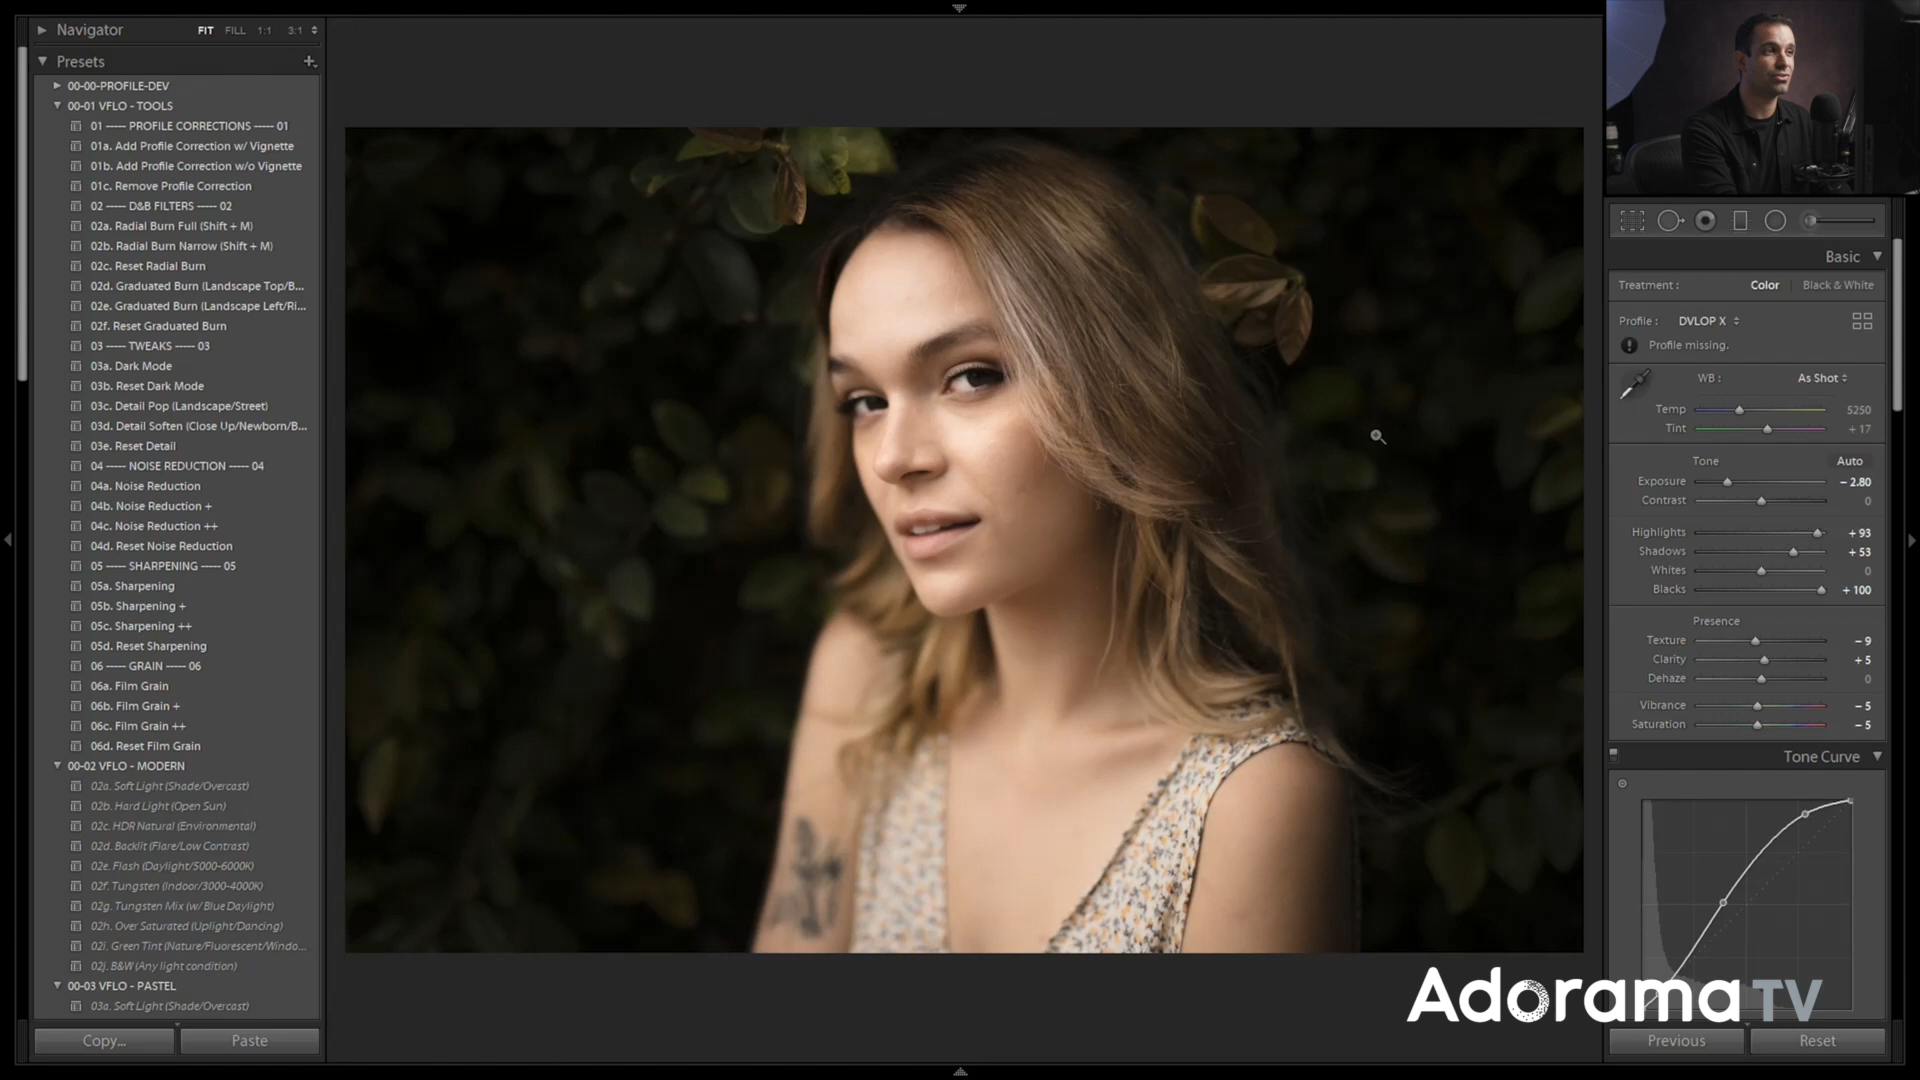 Navigator FIT FILL 1:1 3:1
Presets
00-00-PROFILE-DEV
00-01 VFLO - TOOLS
01 ----- PROFILE CORRECTIONS ----- 01
01a. Add Profile Correction w/ Vignette
01b. Add Profile Correction w/o Vignette
01c. Remove Profile Correction
02 ----- D&B FILTERS ----- 02
02a. Radial Burn Full (Shift + M)
02b. Radial Burn Narrow (Shift + M)
02c. Reset Radial Burn
02d. Graduated Burn (Landscape Top/B...
02e. Graduated Burn (Landscape Left/Ri...
02f. Reset Graduated Burn
03 ----- TWEAKS ----- 03
03a. Dark Mode
03b. Reset Dark Mode
03c. Detail Pop (Landscape/Street)
03d. Detail Soften (Close Up/Newborn/B...
03e. Reset Detail
04 ----- NOISE REDUCTION ----- 04
04a. Noise Reduction
04b. Noise Reduction +
04c. Noise Reduction ++
04d. Reset Noise Reduction
05 ----- SHARPENING ----- 05
05a. Sharpening
05b. Sharpening +
05c. Sharpening ++
05d. Reset Sharpening
06 ----- GRAIN ----- 06
06a. Film Grain
06b. Film Grain +
06c. Film Grain ++
06d. Reset Film Grain
00-02 VFLO - MODERN
02a. Soft Light (Shade/Overcast)
02b. Hard Light (Open Sun)
02c. HDR Natural (Environmental)
02d. Backlit (Flare/Low Contrast)
02e. Flash (Daylight/5000-6000K)
02f. Tungsten (Indoor/3000-4000K)
02g. Tungsten Mix (w/ Blue Daylight)
02h. Over Saturated (Uplight/Dancing)
02i. Green Tint (Nature/Fluorescent/Windo...
02j. B&W (Any light condition)
00-03 VFLO - PASTEL
03a. Soft Light (Shade/Overcast)
Copy... Paste
Basic
Treatment : Color Black & White
Profile : DVLOP X
Profile missing.
WB : As Shot
Temp 5250
Tint + 17
Tone Auto
Exposure − 2.80
Contrast 0
Highlights + 93
Shadows + 53
Whites 0
Blacks + 100
Presence
Texture − 9
Clarity + 5
Dehaze 0
Vibrance − 5
Saturation − 5
Tone Curve
Adorama TV
Previous Reset